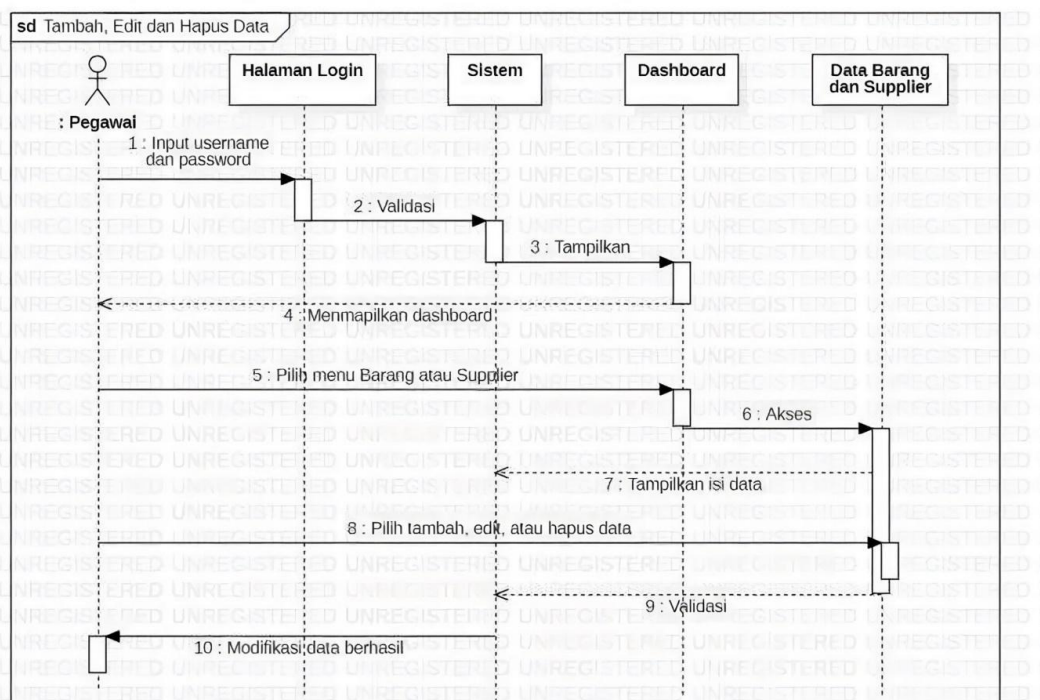 sd Tambah, Edit dan Hapus Data
Halaman Login
Sistem
Dashboard
Data Barang
dan Supplier
: Pegawai
1 : Input username
dan password
2 : Validasi
3 : Tampilkan
4 : Menmapilkan dashboard
5 : Pilih menu Barang atau Supplier
6 : Akses
7 : Tampilkan isi data
8 : Pilih tambah, edit, atau hapus data
9 : Validasi
10 : Modifikasi data berhasil
UNREGISTERED